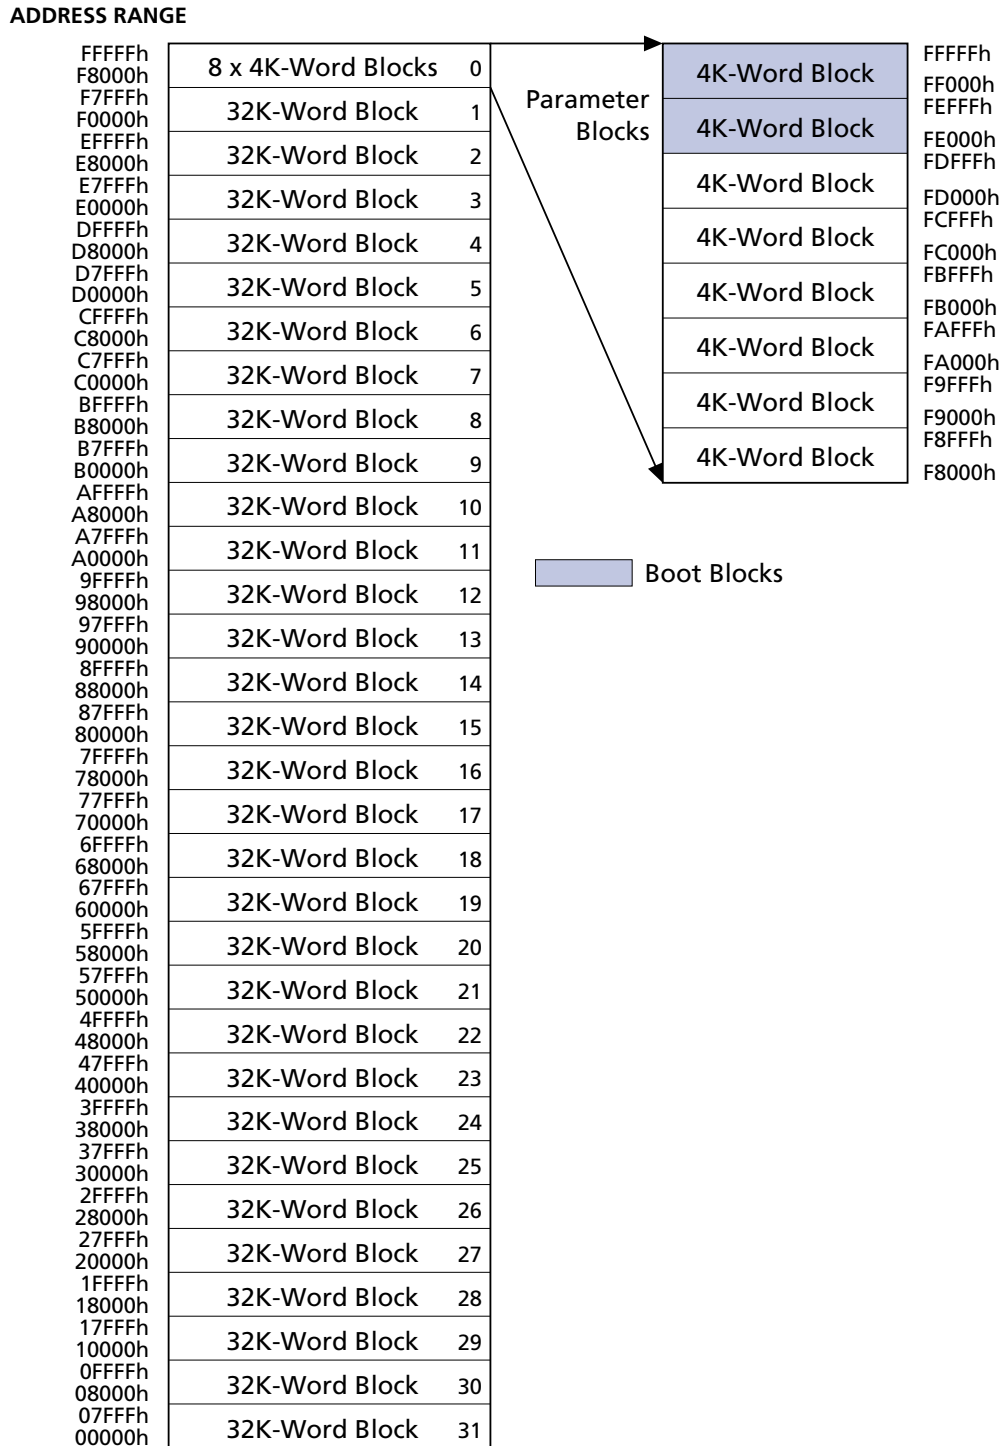 ADDRESS RANGE
FFFFFh
F8000h
8 x 4K-Word Blocks 0
F7FFFh
F0000h
32K-Word Block 1
EFFFFh
E8000h
32K-Word Block 2
E7FFFh
E0000h
32K-Word Block 3
DFFFFh
D8000h
32K-Word Block 4
D7FFFh
D0000h
32K-Word Block 5
CFFFFh
C8000h
32K-Word Block 6
C7FFFh
C0000h
32K-Word Block 7
BFFFFh
B8000h
32K-Word Block 8
B7FFFh
B0000h
32K-Word Block 9
AFFFFh
A8000h
32K-Word Block 10
A7FFFh
A0000h
32K-Word Block 11
9FFFFh
98000h
32K-Word Block 12
97FFFh
90000h
32K-Word Block 13
8FFFFh
88000h
32K-Word Block 14
87FFFh
80000h
32K-Word Block 15
7FFFFh
78000h
32K-Word Block 16
77FFFh
70000h
32K-Word Block 17
6FFFFh
68000h
32K-Word Block 18
67FFFh
60000h
32K-Word Block 19
5FFFFh
58000h
32K-Word Block 20
57FFFh
50000h
32K-Word Block 21
4FFFFh
48000h
32K-Word Block 22
47FFFh
40000h
32K-Word Block 23
3FFFFh
38000h
32K-Word Block 24
37FFFh
30000h
32K-Word Block 25
2FFFFh
28000h
32K-Word Block 26
27FFFh
20000h
32K-Word Block 27
1FFFFh
18000h
32K-Word Block 28
17FFFh
10000h
32K-Word Block 29
0FFFFh
08000h
32K-Word Block 30
07FFFh
00000h
32K-Word Block 31
Parameter
Blocks
4K-Word Block
FFFFFh
FF000h
4K-Word Block
FEFFFh
FE000h
4K-Word Block
FDFFFh
FD000h
4K-Word Block
FCFFFh
FC000h
4K-Word Block
FBFFFh
FB000h
4K-Word Block
FAFFFh
FA000h
4K-Word Block
F9FFFh
F9000h
4K-Word Block
F8FFFh
F8000h
Boot Blocks